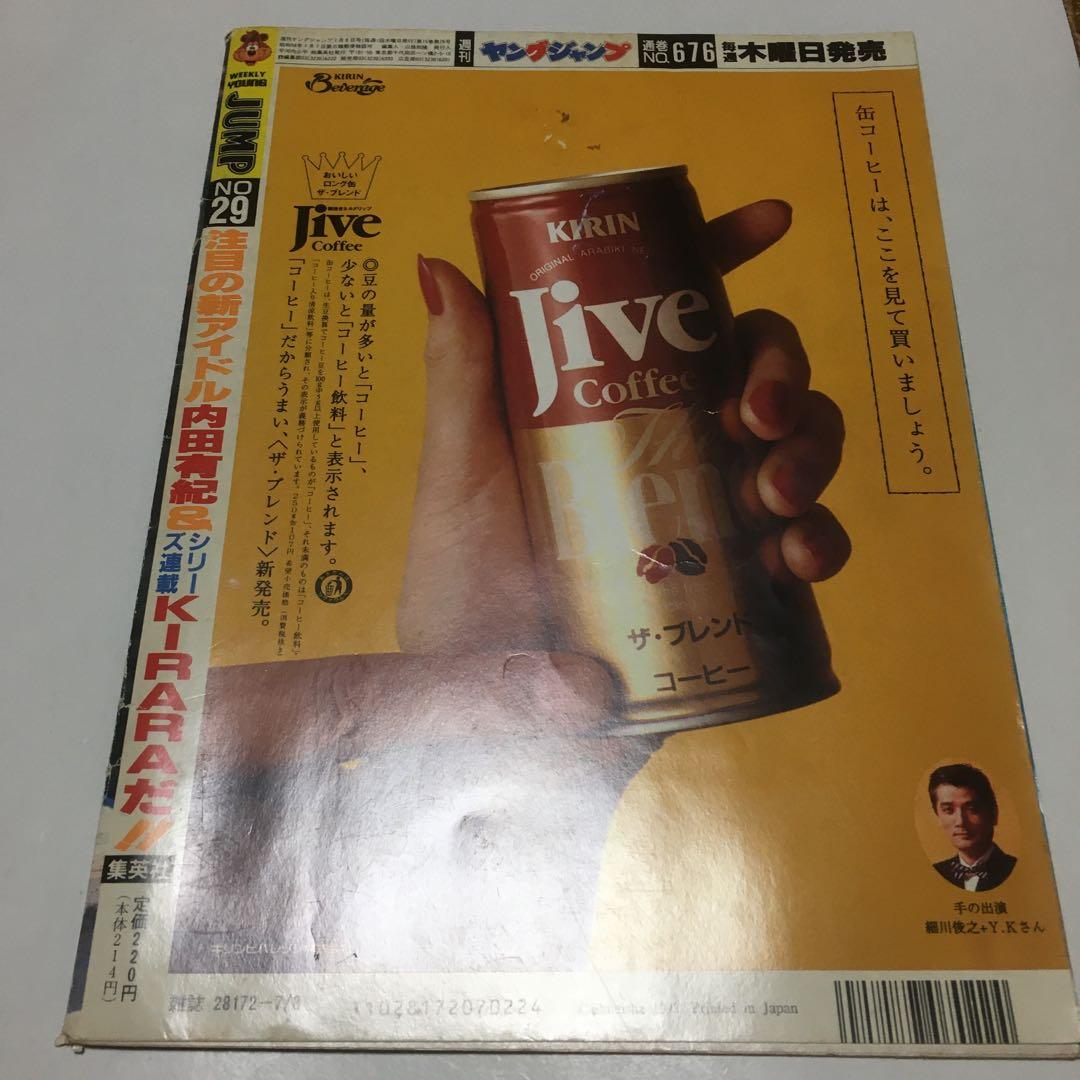 週刊
ヤングジャンプ
通巻
NO.676
毎週
木曜日発売
WEEKLY
YOUNG
JUMP
NO
29
注目の新アイドル内田有紀&
シリー
ズ連載
KIRARAだ!!
集英社
定価220円
(本体214円)
KIRIN
Beverage
おいしい
ロング缶
ザ・ブレンド
Jive
Coffee
缶コーヒーは、ここを見て買いましょう。
◎豆の量が多いと「コーヒー」、
少ないと「コーヒー飲料」と表示されます。
「コーヒー」だからうまい、〈ザ・ブレンド〉新発売。
KIRIN
ORIGINAL ARABIKI
Jive
Coffee
The
Blen
ザ・ブレンド
コーヒー
手の出演
細川俊之+Y.Kさん
雑誌 28172-7/8
11028172070224
Printed in Japan